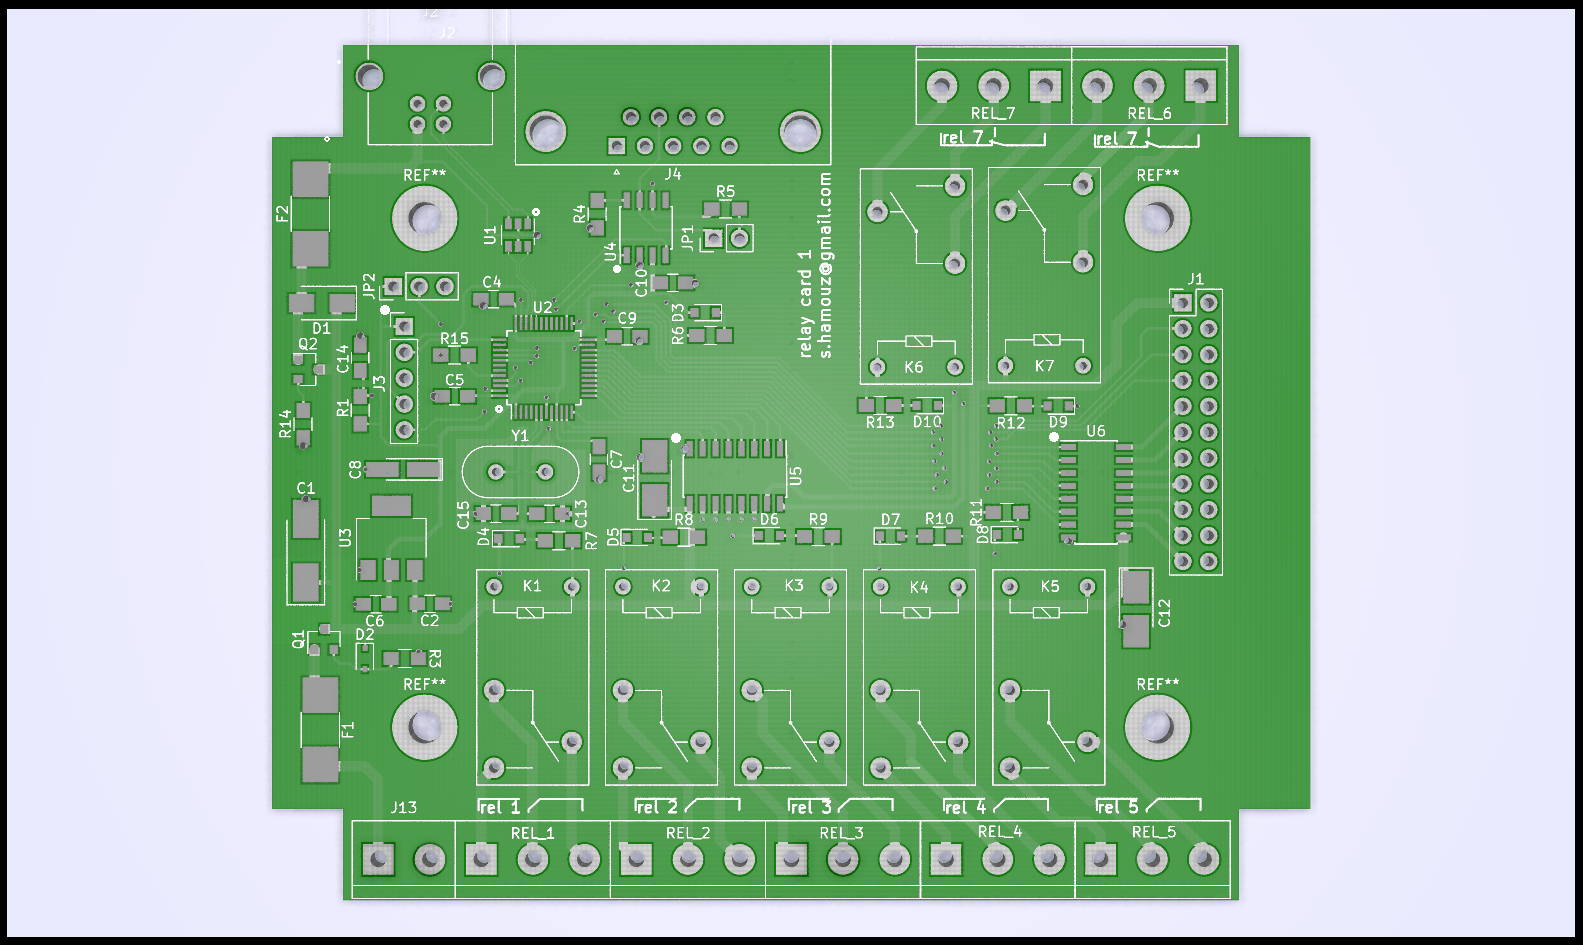 J2
J2
REL_7
REL_6
rel 7
rel 7
REF**
J4
REF**
F2
R4
R5
U1
U4
JP1
relay card 1
s.hamouz@gmail.com
JP2
C4
C10
J1
D1
U2
D3
Q2
C14
R15
C9
R6
K6
K7
J3
C5
R1
R14
R13
D10
R12
D9
Y1
U6
C8
C7
C11
U5
C1
C15
C13
R8
D6
R9
D7
R10
R11
U3
D4
R7
D5
D8
K1
K2
K3
K4
K5
C6
C2
C12
Q1
D2
R3
REF**
REF**
F1
J13
rel 1
rel 2
rel 3
rel 4
rel 5
REL_1
REL_2
REL_3
REL_4
REL_5